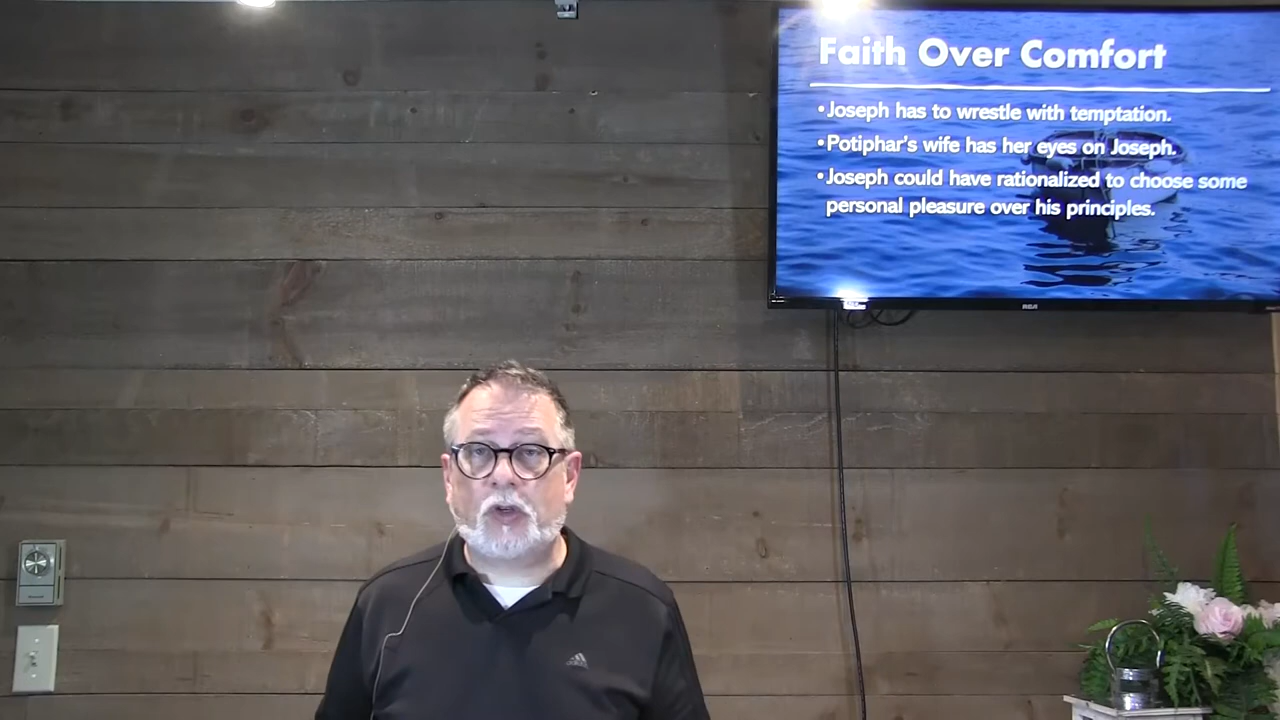 Faith Over Comfort
•Joseph has to wrestle with temptation.
•Potiphar's wife has her eyes on Joseph.
•Joseph could have rationalized to choose some
personal pleasure over his principles.
RCA